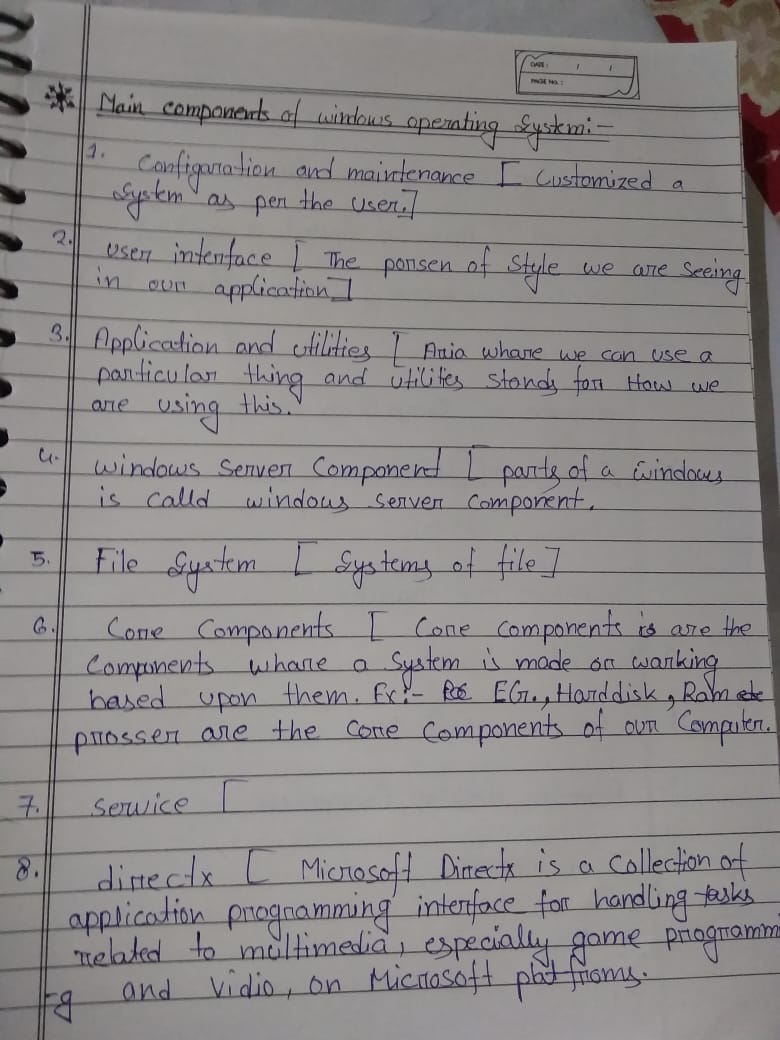 DATE: / /
PAGE NO.:
Main components of windows operating System:-
1. Configaration and maintenance [ Customized a
System as per the user.]
2. user interface [ The porsen of Style we are Seeing
in our application]
3. Application and utilities [ Aria whare we can use a
particular thing and utilities stands for How we
are using this.
4. windows Server Component [ parts of a windows
is calld windows server component.
5. File System [ Systems of file ]
6. Core Components [ Core components is are the
Components whare a System is made or warking
based upon them. Ex:- EG., Harddisk, Ram etc
prosser are the core components of our Computer.
7. Service [
8. directx [ Microsoft Directx is a collection of
application programming interface for handling tasks
related to multimedia, especially game programm
-g and vidio, on Microsoft platfroms.